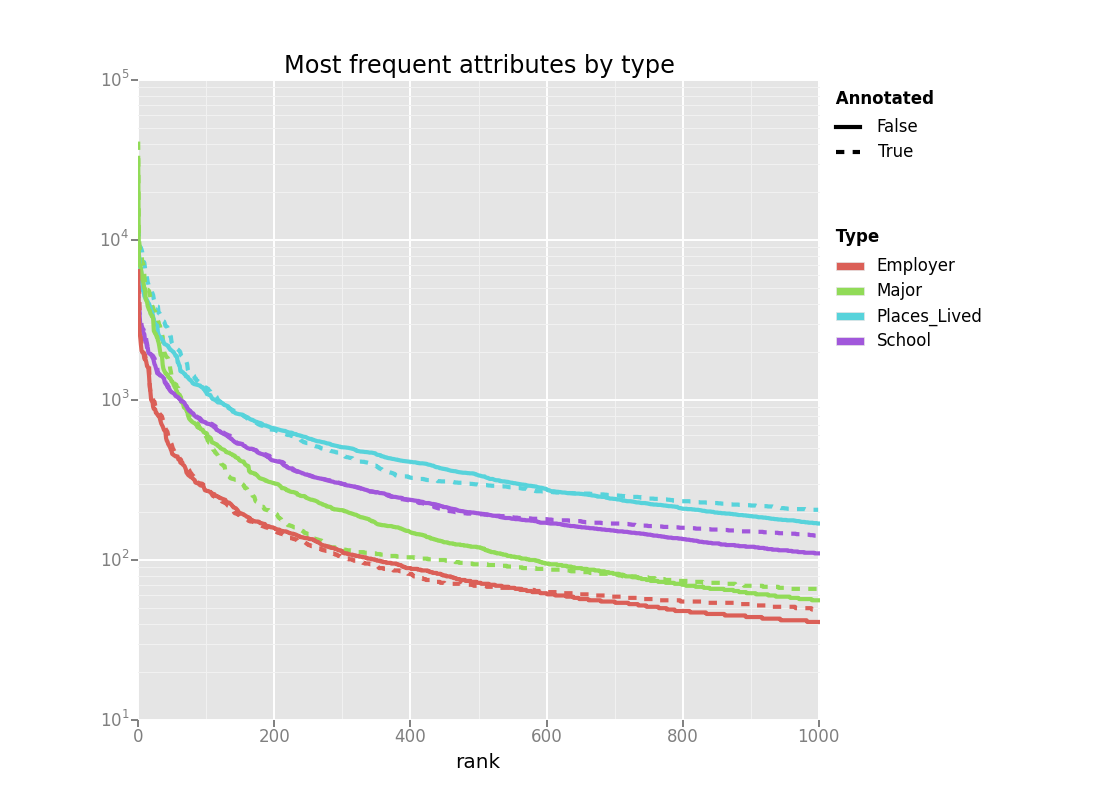 Most frequent attributes by type
10^5
10^4
10^3
10^2
10^1
0 200 400 600 800 1000
rank
Annotated
False
True
Type
Employer
Major
Places_Lived
School